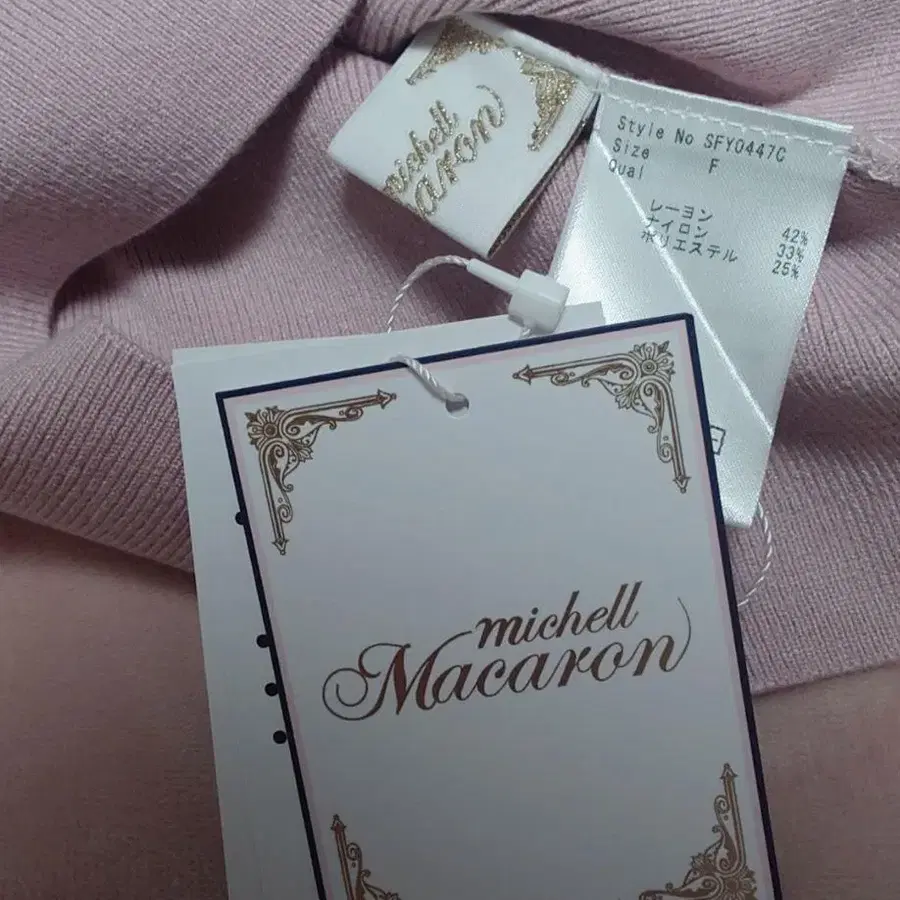 michell
aron
Style No SFY0447C
Size F
Qual
レーヨン 42%
ナイロン 33%
ポリエステル 25%
michell
Macaron